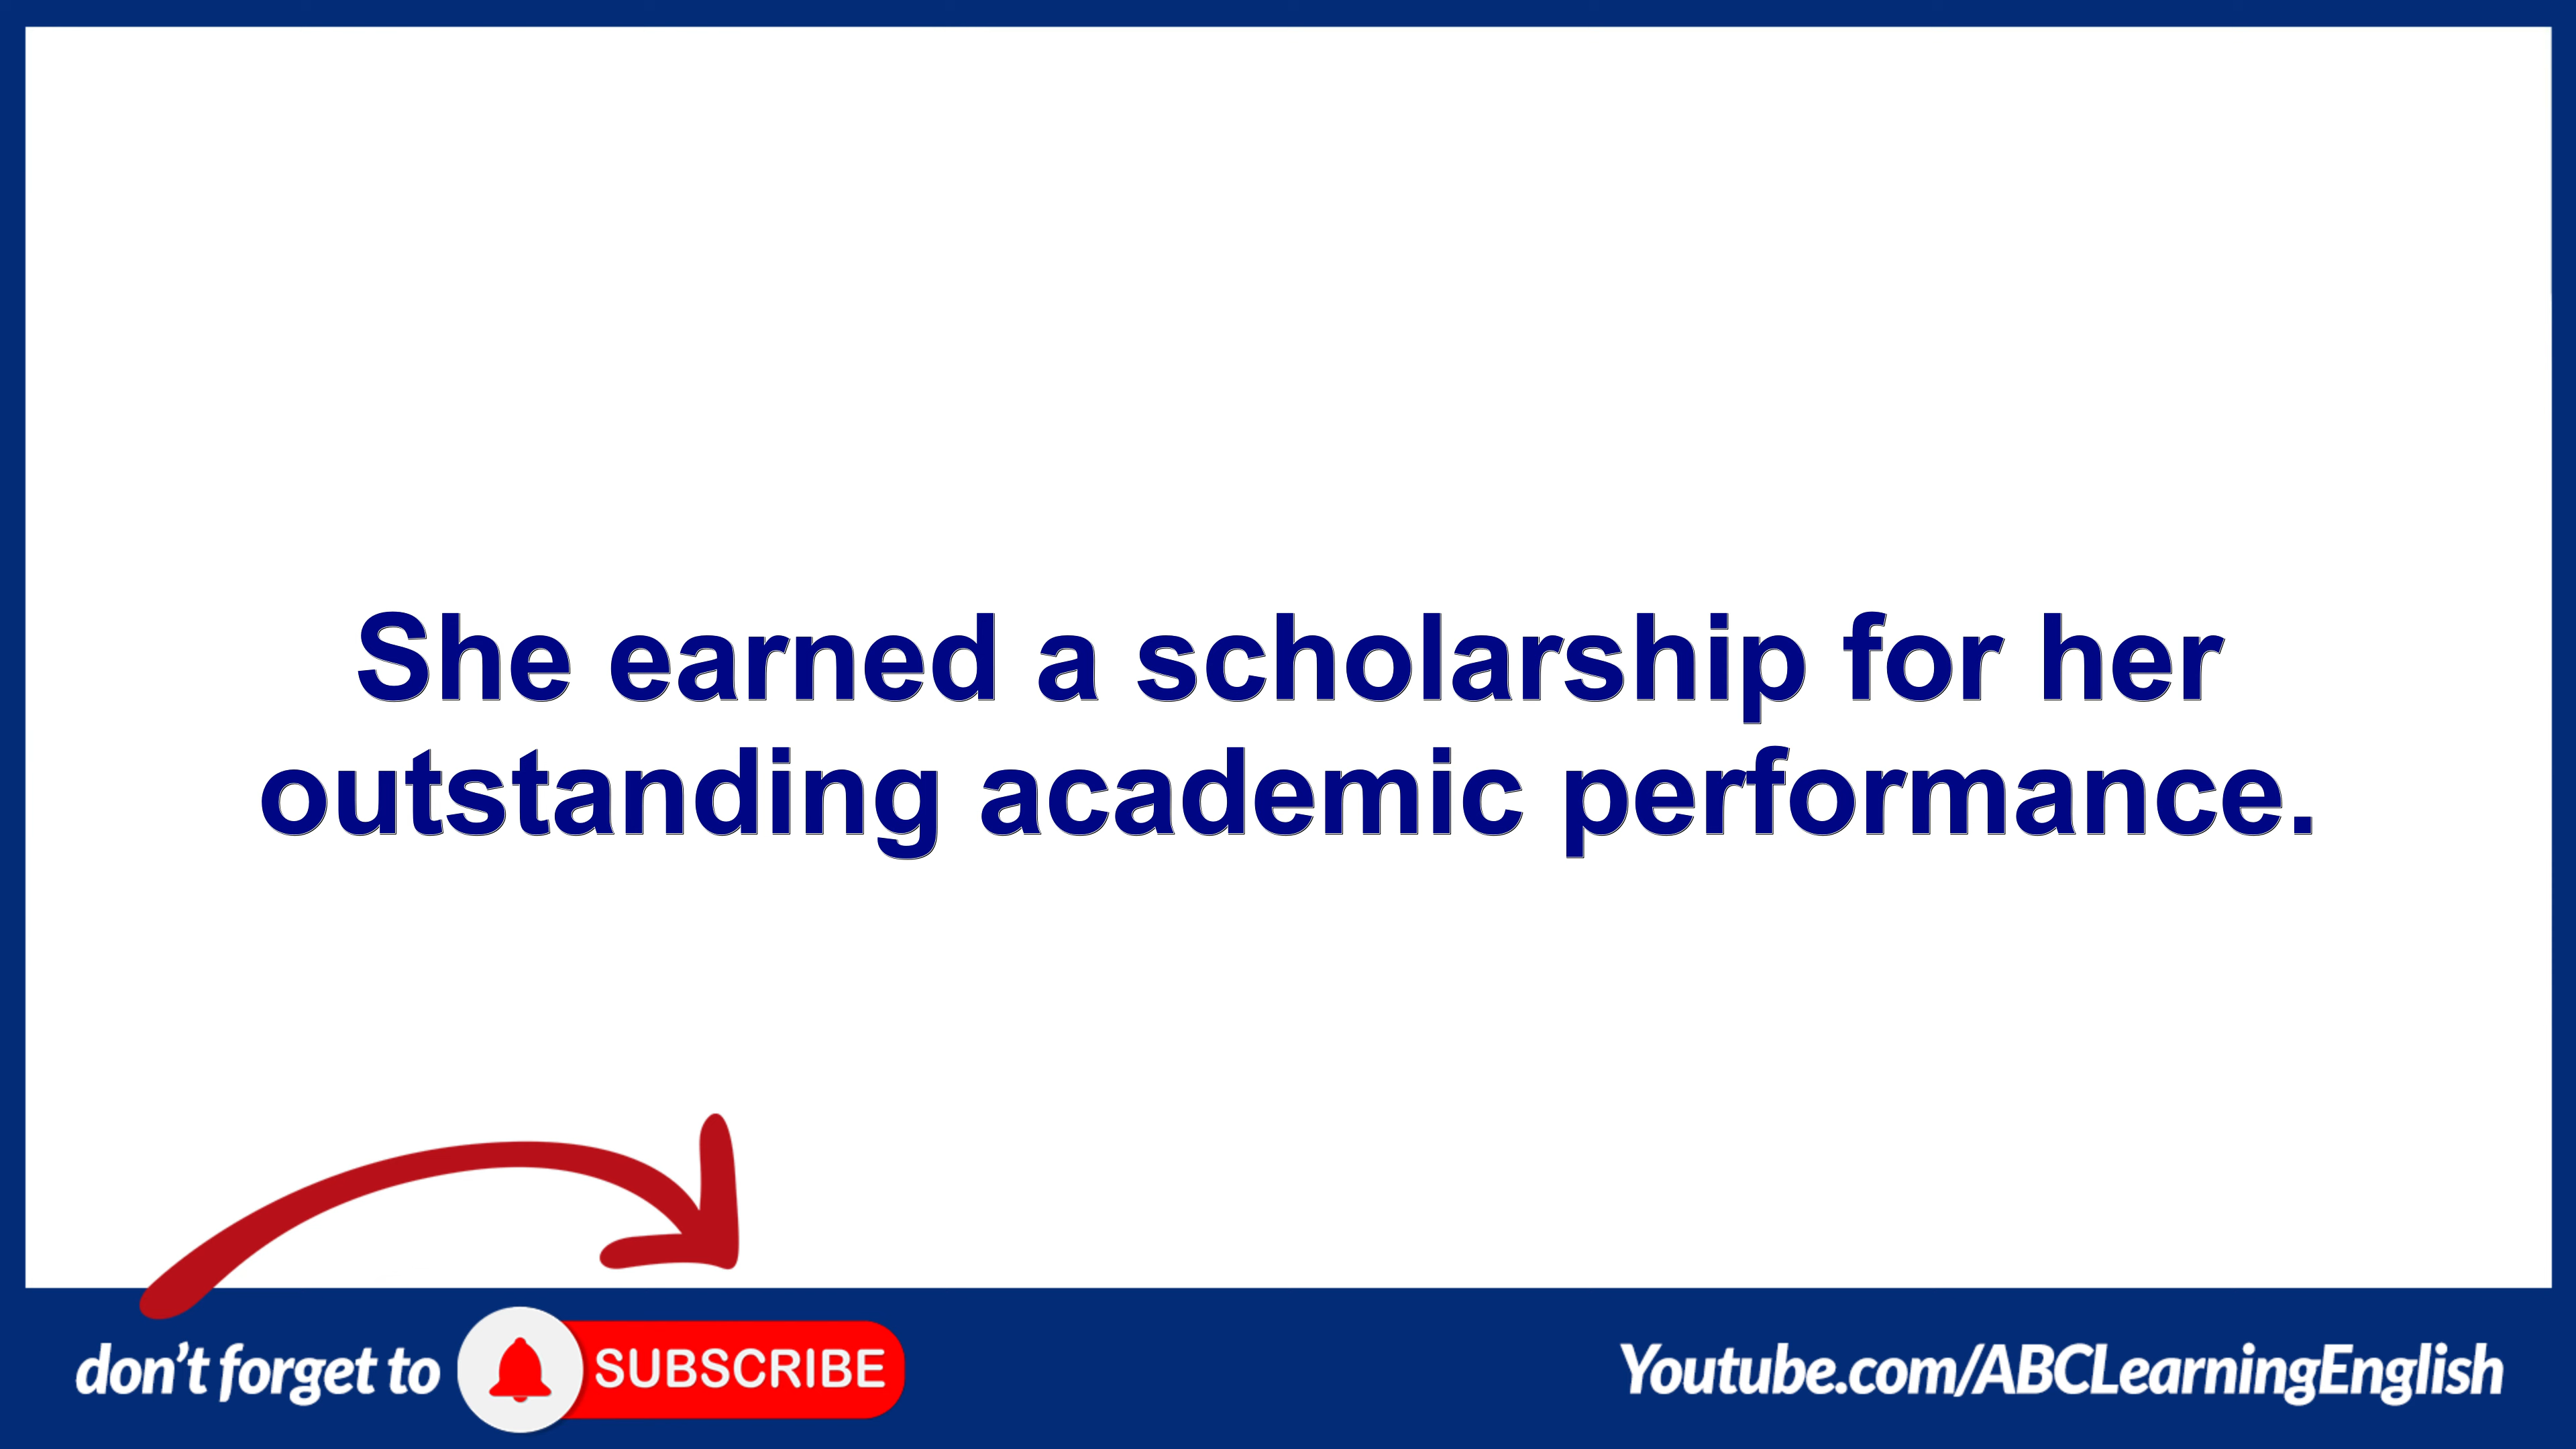 She earned a scholarship for her
outstanding academic performance.
don't forget to SUBSCRIBE
Youtube.com/ABCLearningEnglish